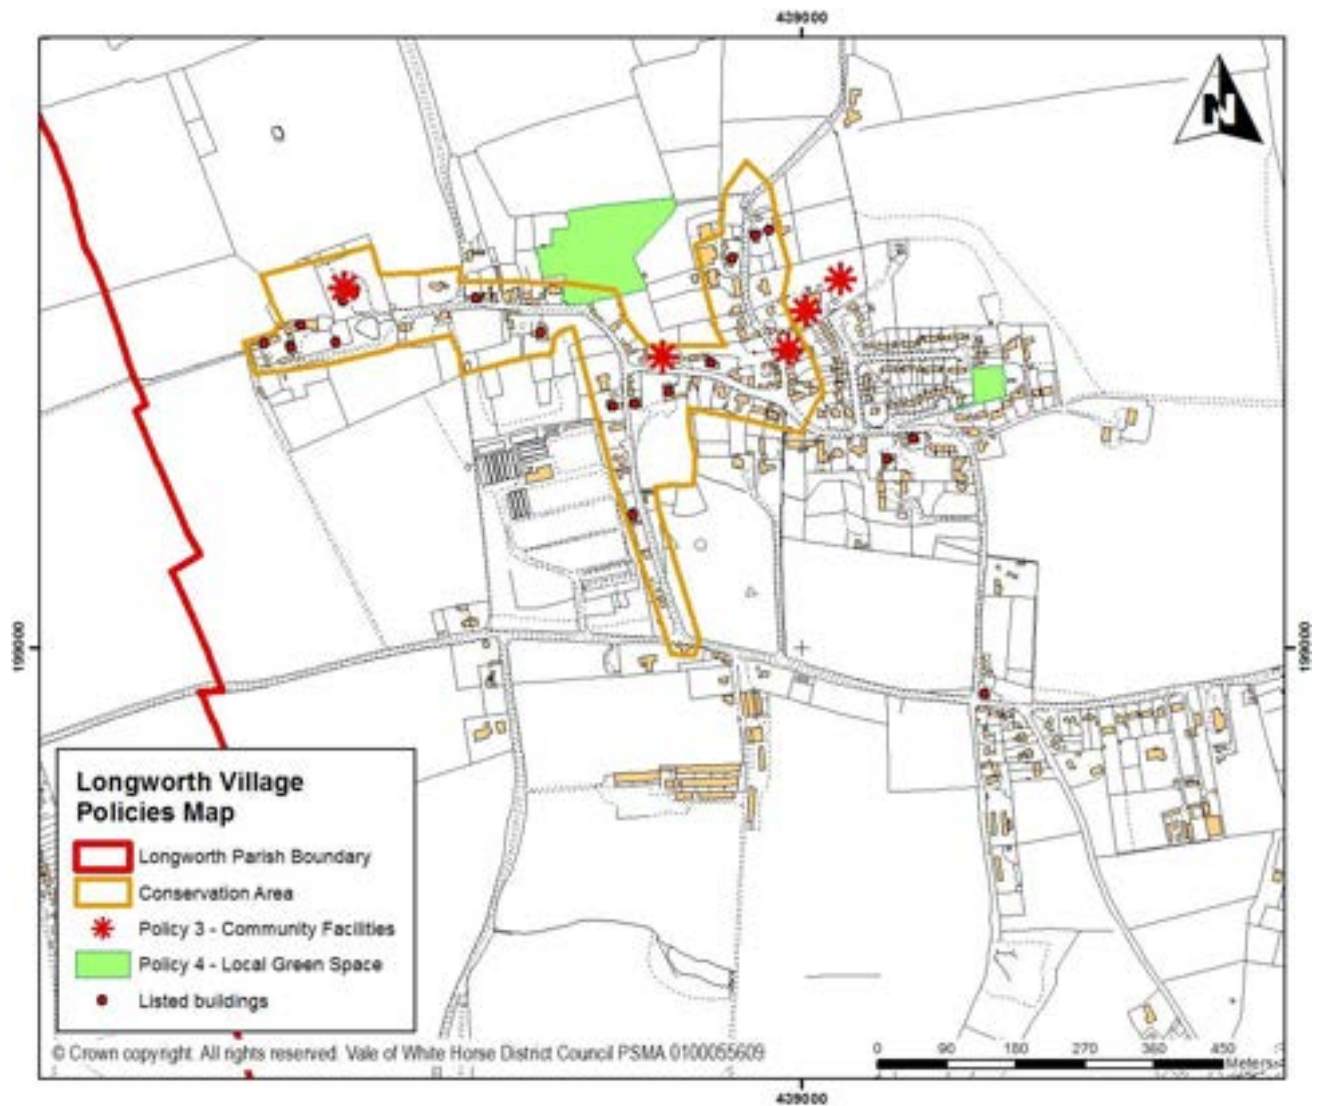 439000
N
199000
199000
Longworth Village
Policies Map
Longworth Parish Boundary
Conservation Area
Policy 3 - Community Facilities
Policy 4 - Local Green Space
Listed buildings
© Crown copyright. All rights reserved. Vale of White Horse District Council PSMA 0100055609
0 90 180 270 360 450
Meters
439000